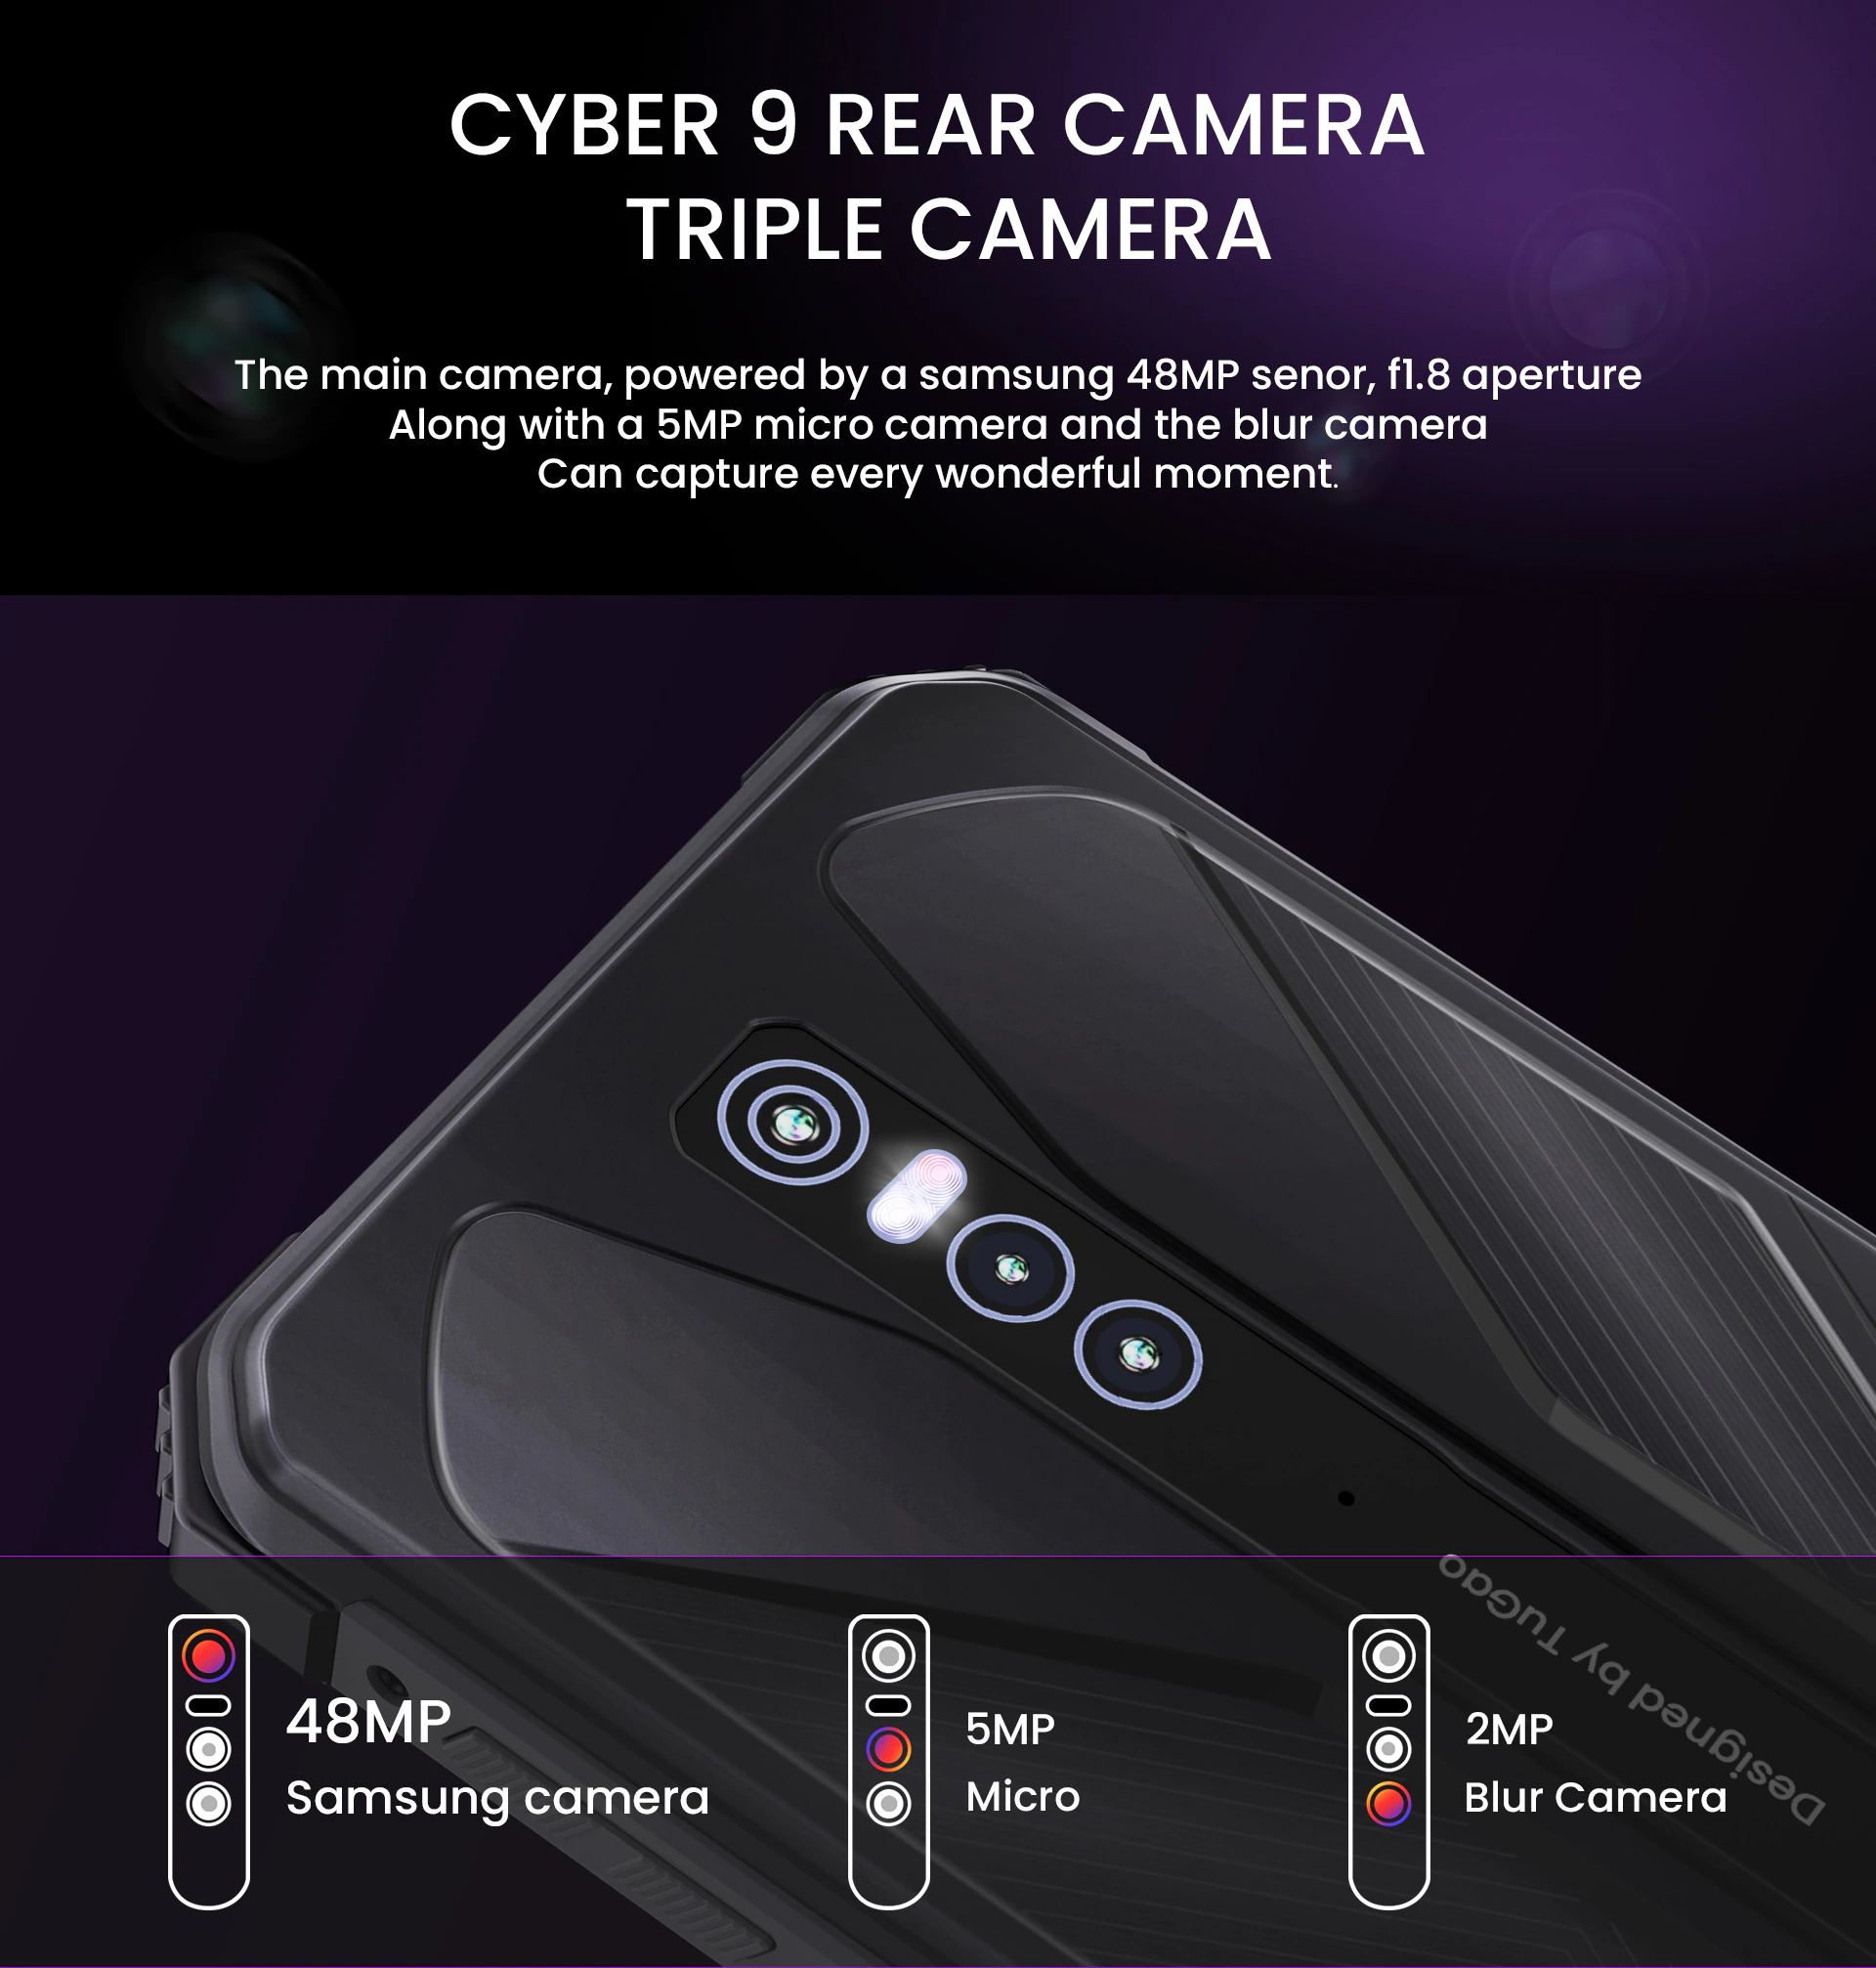 CYBER 9 REAR CAMERA
TRIPLE CAMERA
The main camera, powered by a samsung 48MP senor, f1.8 aperture
Along with a 5MP micro camera and the blur camera
Can capture every wonderful moment.
Designed by TuGao
48MP
Samsung camera
5MP
Micro
2MP
Blur Camera